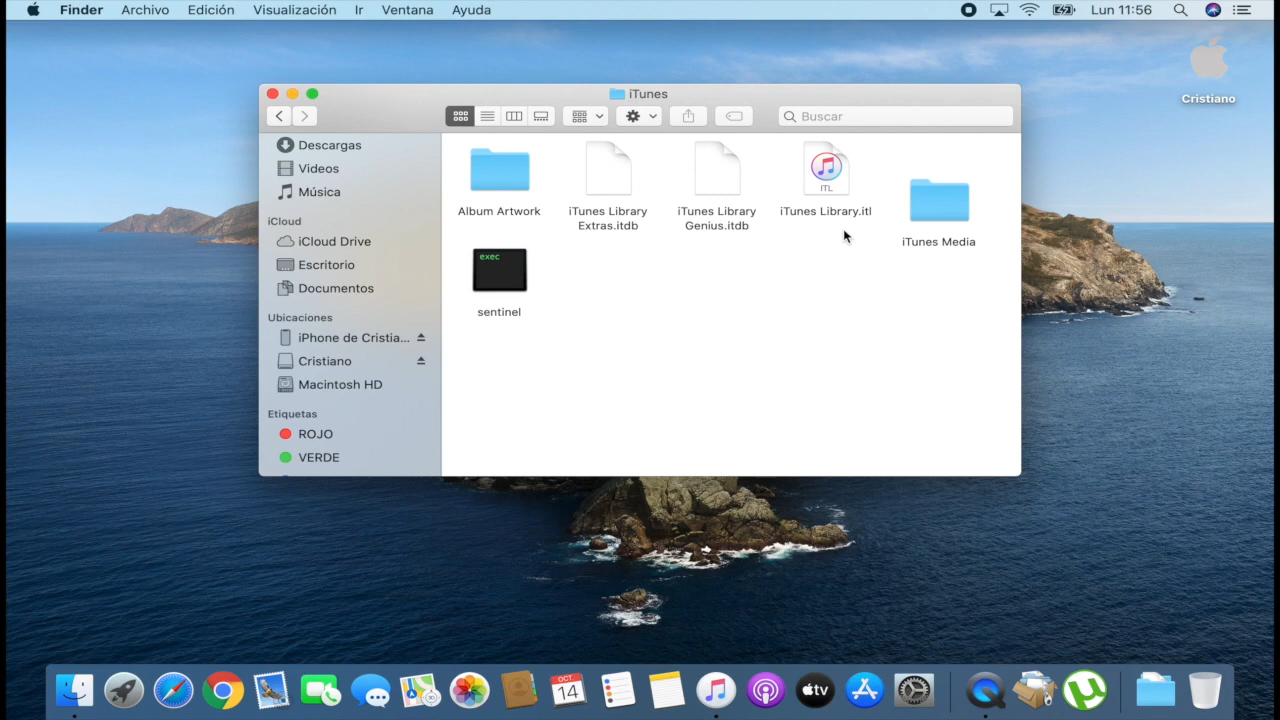 Finder Archivo Edición Visualización Ir Ventana Ayuda Lun 11:56
Cristiano
iTunes
Buscar
Descargas
Videos
Música
iCloud
iCloud Drive
Escritorio
Documentos
Ubicaciones
iPhone de Cristia...
Cristiano
Macintosh HD
Etiquetas
ROJO
VERDE
Album Artwork
iTunes Library
Extras.itdb
iTunes Library
Genius.itdb
ITL
iTunes Library.itl
iTunes Media
exec
sentinel
OCT
14
tv